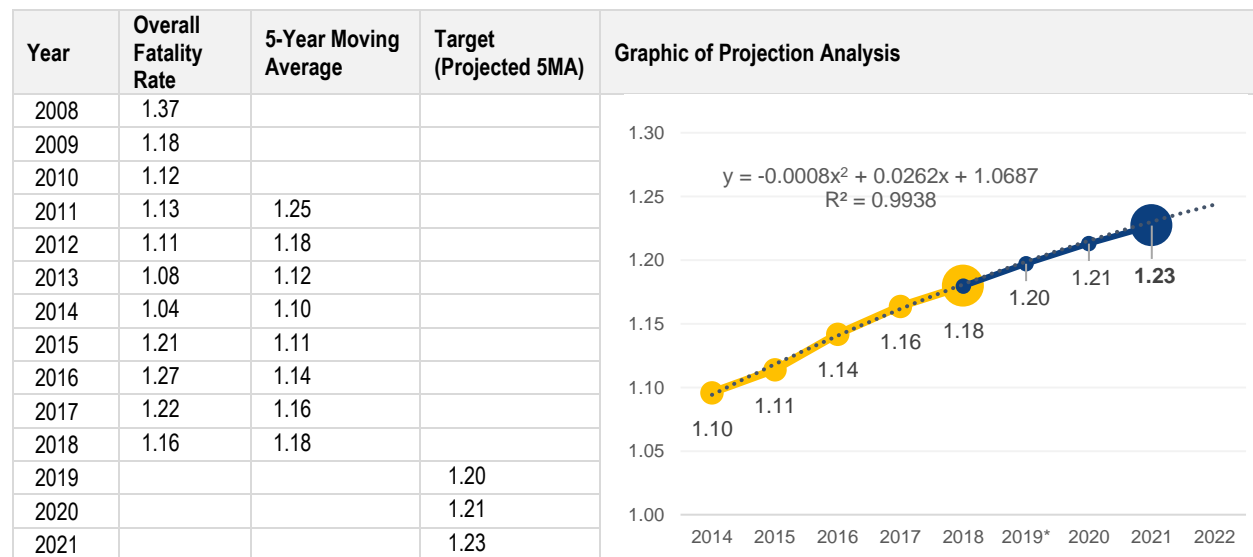 Year Overall Fatality Rate 5-Year Moving Average Target (Projected 5MA) Graphic of Projection Analysis
2008 1.37
2009 1.18
2010 1.12
2011 1.13 1.25
2012 1.11 1.18
2013 1.08 1.12
2014 1.04 1.10
2015 1.21 1.11
2016 1.27 1.14
2017 1.22 1.16
2018 1.16 1.18
2019 1.20
2020 1.21
2021 1.23
1.30
1.25
1.20
1.15
1.10
1.05
1.00
y = -0.0008x² + 0.0262x + 1.0687
R² = 0.9938
1.10
1.11
1.14
1.16
1.18
1.20
1.21
1.23
2014 2015 2016 2017 2018 2019* 2020 2021 2022